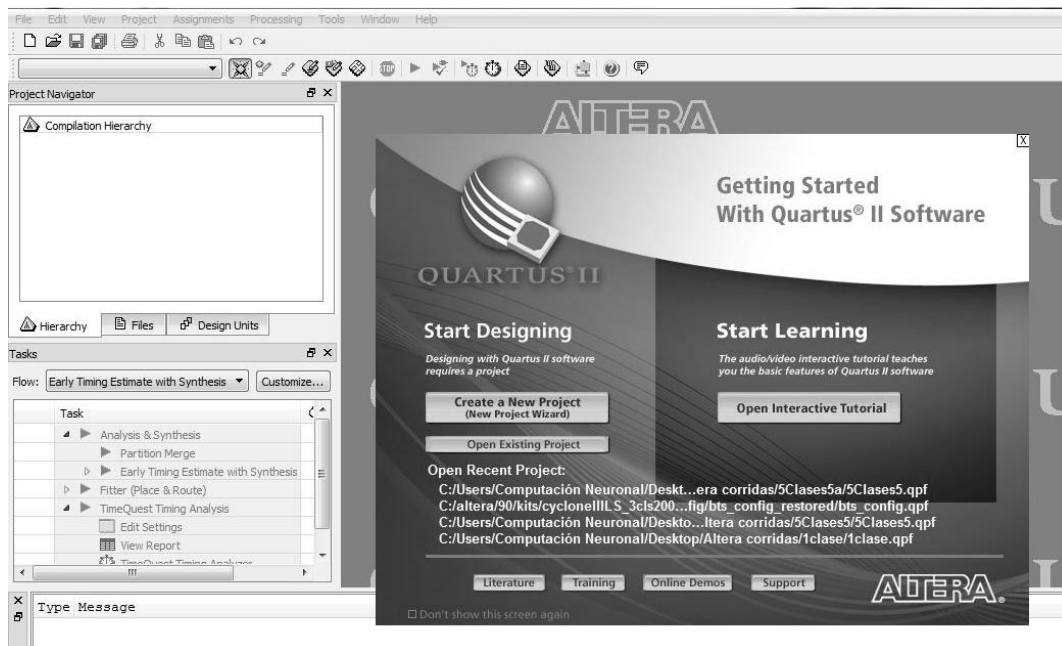 File Edit View Project Assignments Processing Tools Window Help
STOP
Project Navigator
Compilation Hierarchy
Hierarchy Files Design Units
Tasks
Flow: Early Timing Estimate with Synthesis Customize...
Task
Analysis & Synthesis
Partition Merge
Early Timing Estimate with Synthesis
Fitter (Place & Route)
TimeQuest Timing Analysis
Edit Settings
View Report
TimeQuest Timing Analyzer
Type Message
ALTERA
X
Getting Started
With Quartus® II Software
QUARTUS® II
Start Designing
Designing with Quartus II software
requires a project
Create a New Project
(New Project Wizard)
Open Existing Project
Start Learning
The audio/video interactive tutorial teaches
you the basic features of Quartus II software
Open Interactive Tutorial
Open Recent Project:
C:/Users/Computación Neuronal/Deskt...era corridas/5Clases5a/5Clases5.qpf
C:/altera/90/kits/cycloneIIILS_3cls200...fig/bts_config_restored/bts_config.qpf
C:/Users/Computación Neuronal/Deskto...ltera corridas/5Clases5/5Clases5.qpf
C:/Users/Computación Neuronal/Desktop/Altera corridas/1clase/1clase.qpf
Literature Training Online Demos Support
ALTERA.
Don't show this screen again